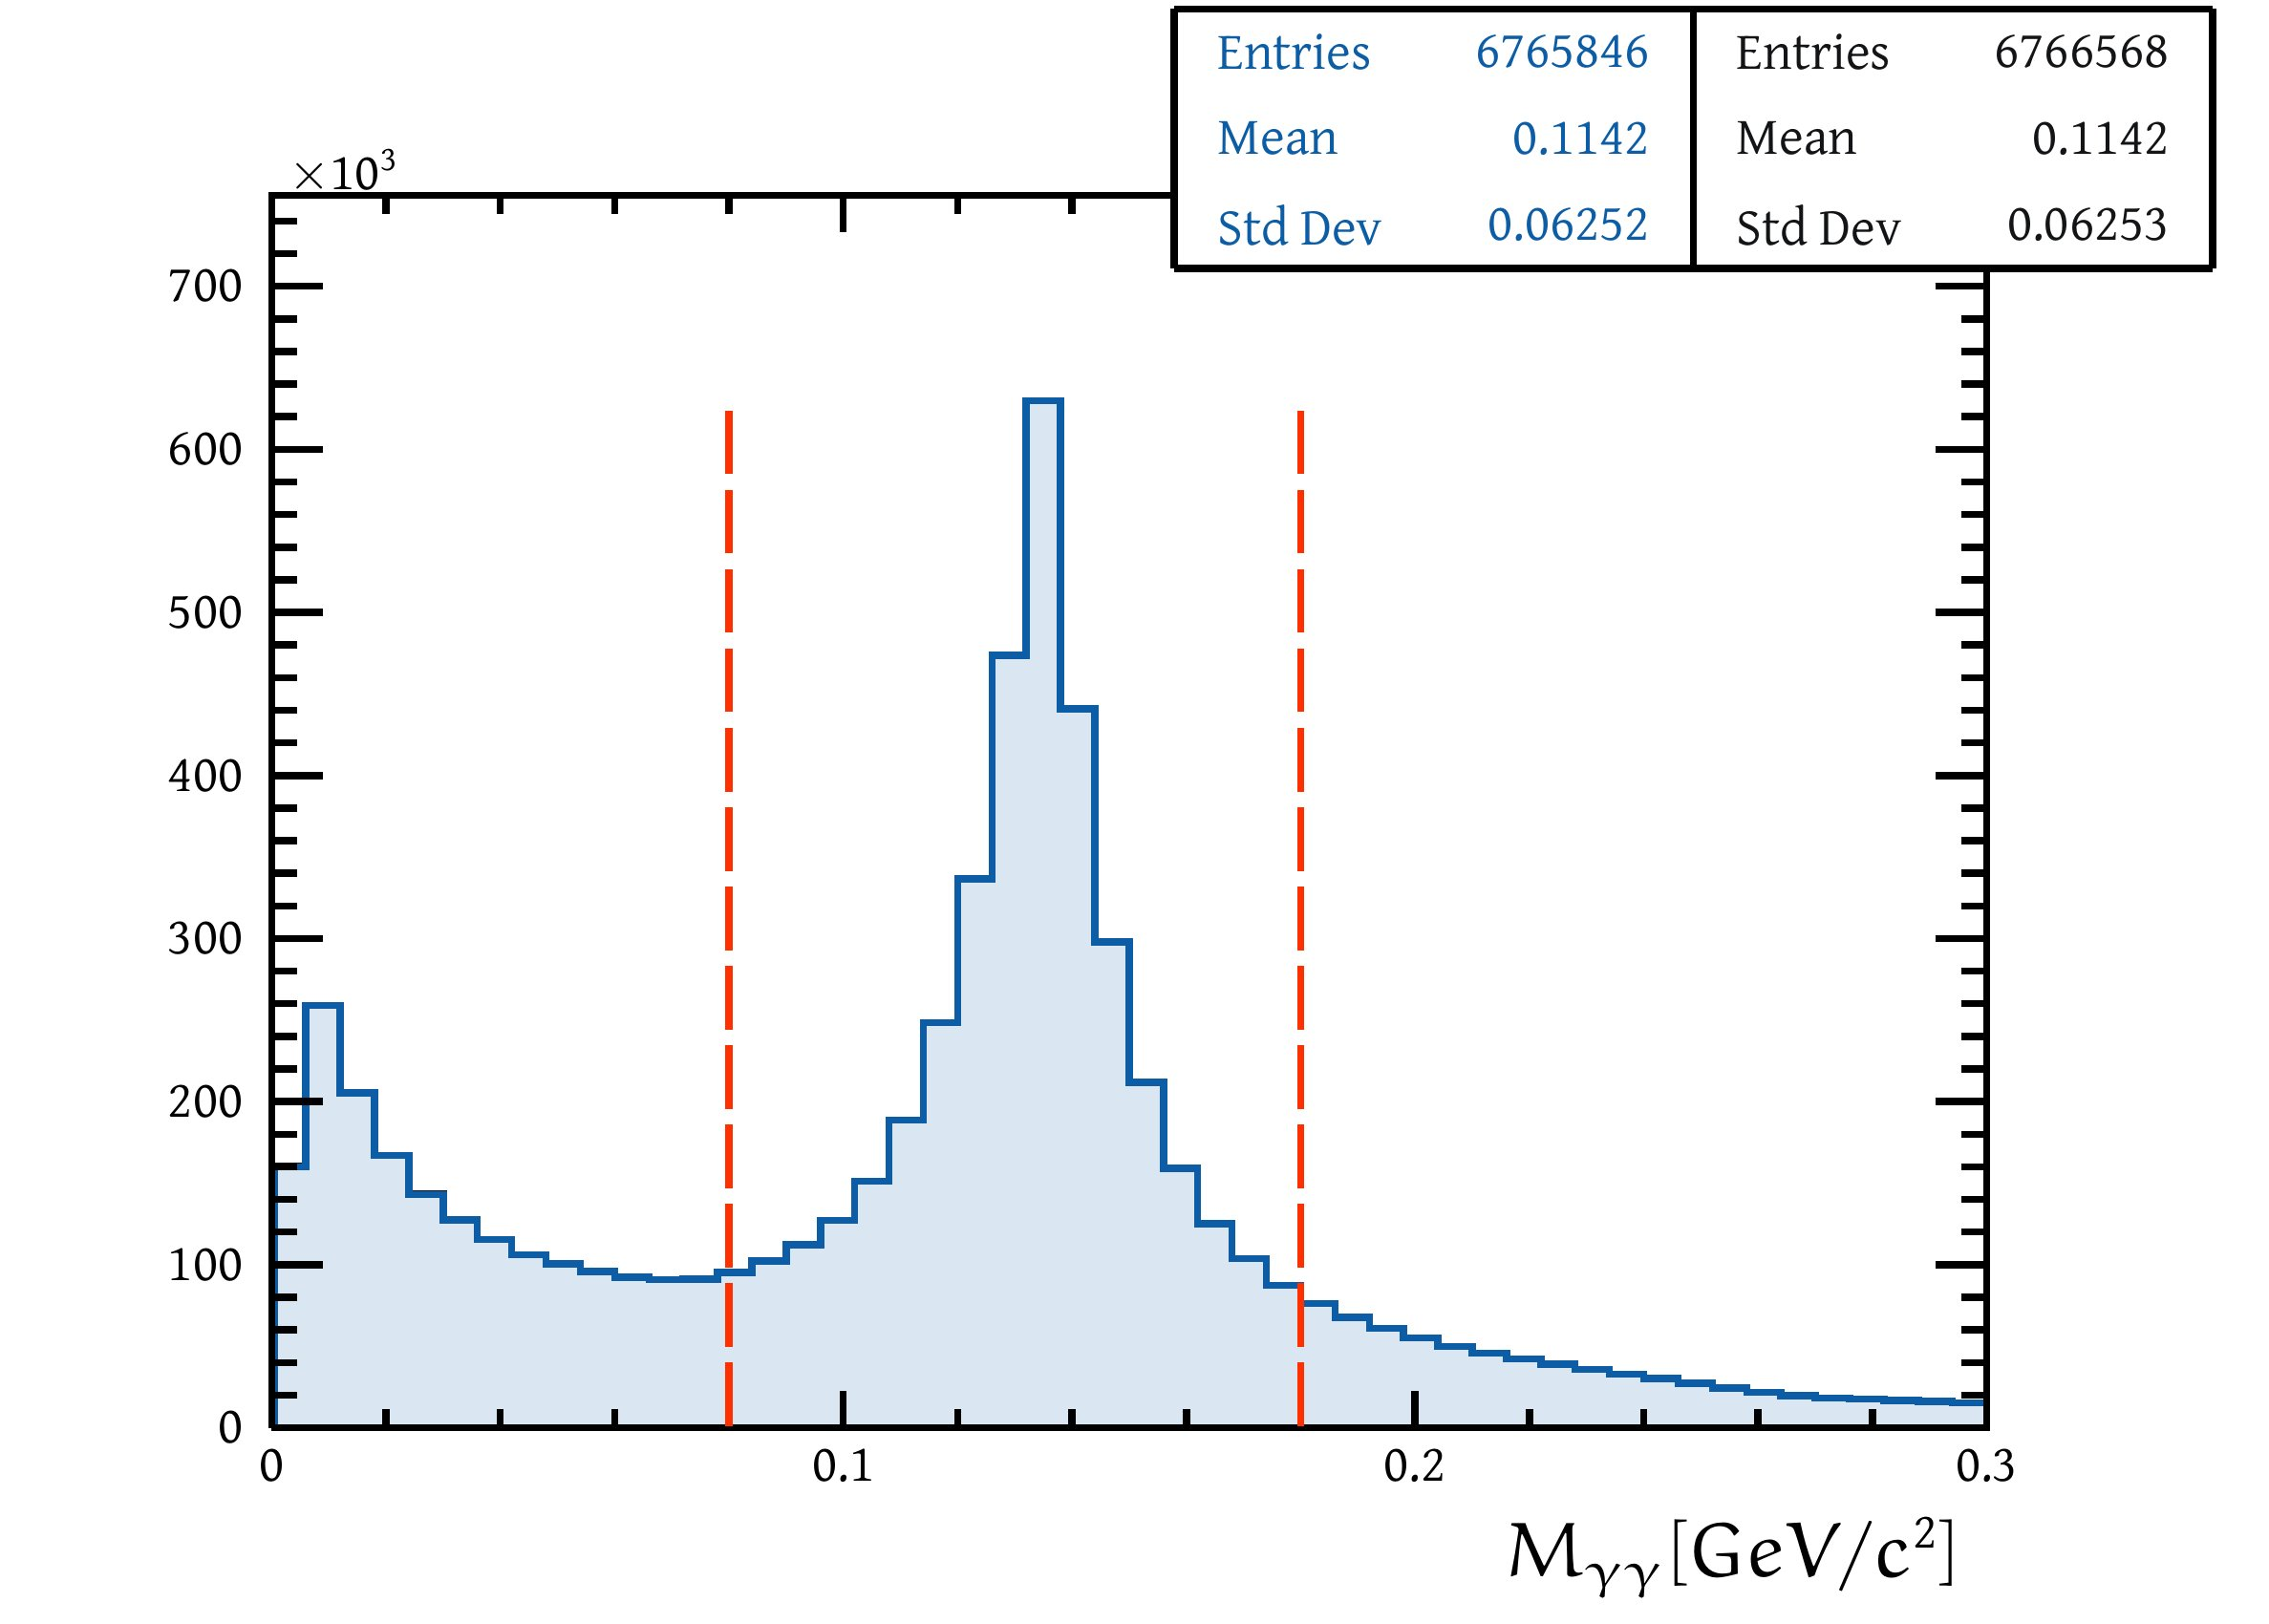 Entries 6765846 Entries 6766568
Mean 0.1142 Mean 0.1142
Std Dev 0.06252 Std Dev 0.06253
×10³
700
600
500
400
300
200
100
0
0 0.1 0.2 0.3
Mγγ[GeV/c²]